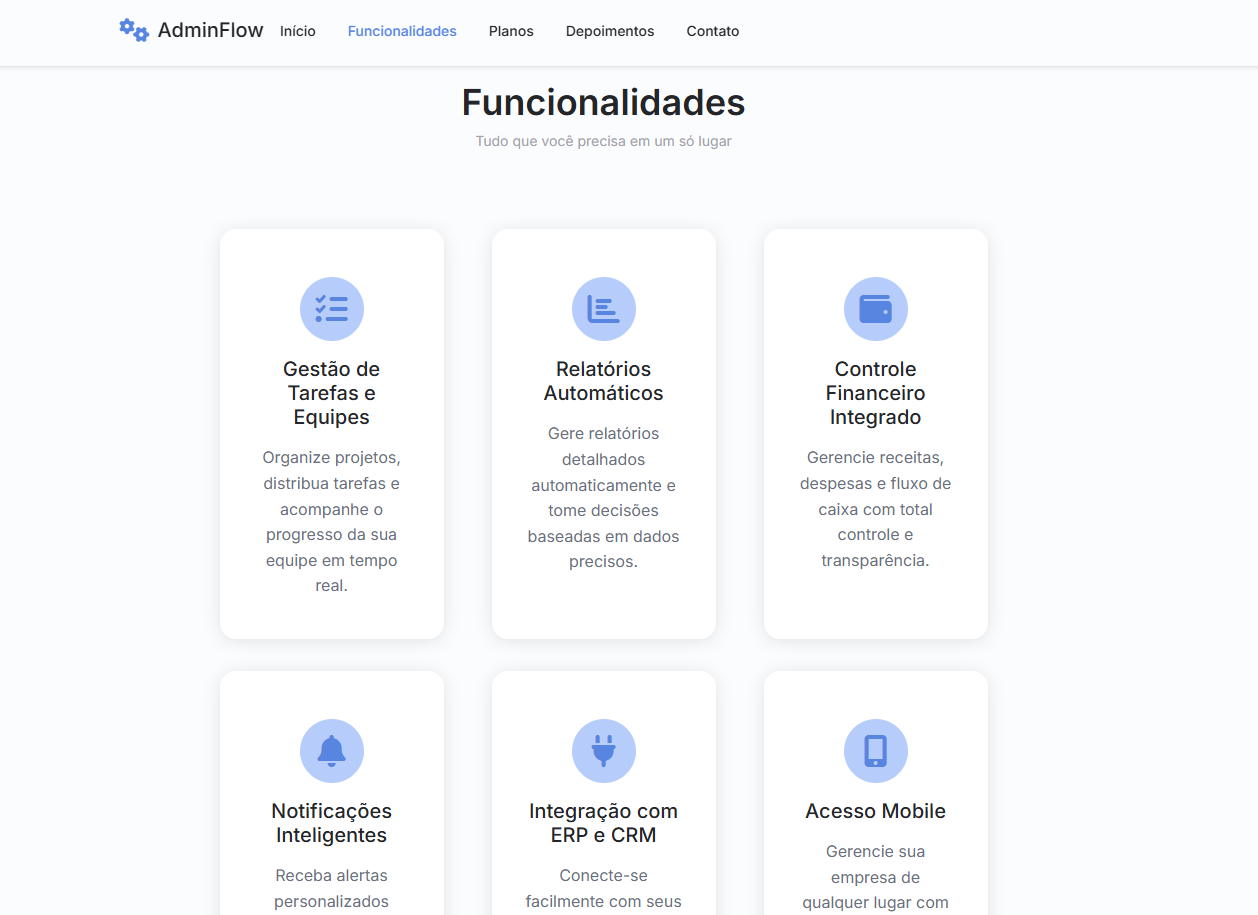 AdminFlow Início Funcionalidades Planos Depoimentos Contato
Funcionalidades
Tudo que você precisa em um só lugar
Gestão de
Tarefas e
Equipes
Organize projetos,
distribua tarefas e
acompanhe o
progresso da sua
equipe em tempo
real.
Relatórios
Automáticos
Gere relatórios
detalhados
automaticamente e
tome decisões
baseadas em dados
precisos.
Controle
Financeiro
Integrado
Gerencie receitas,
despesas e fluxo de
caixa com total
controle e
transparência.
Notificações
Inteligentes
Receba alertas
personalizados
Integração com
ERP e CRM
Conecte-se
facilmente com seus
Acesso Mobile
Gerencie sua
empresa de
qualquer lugar com